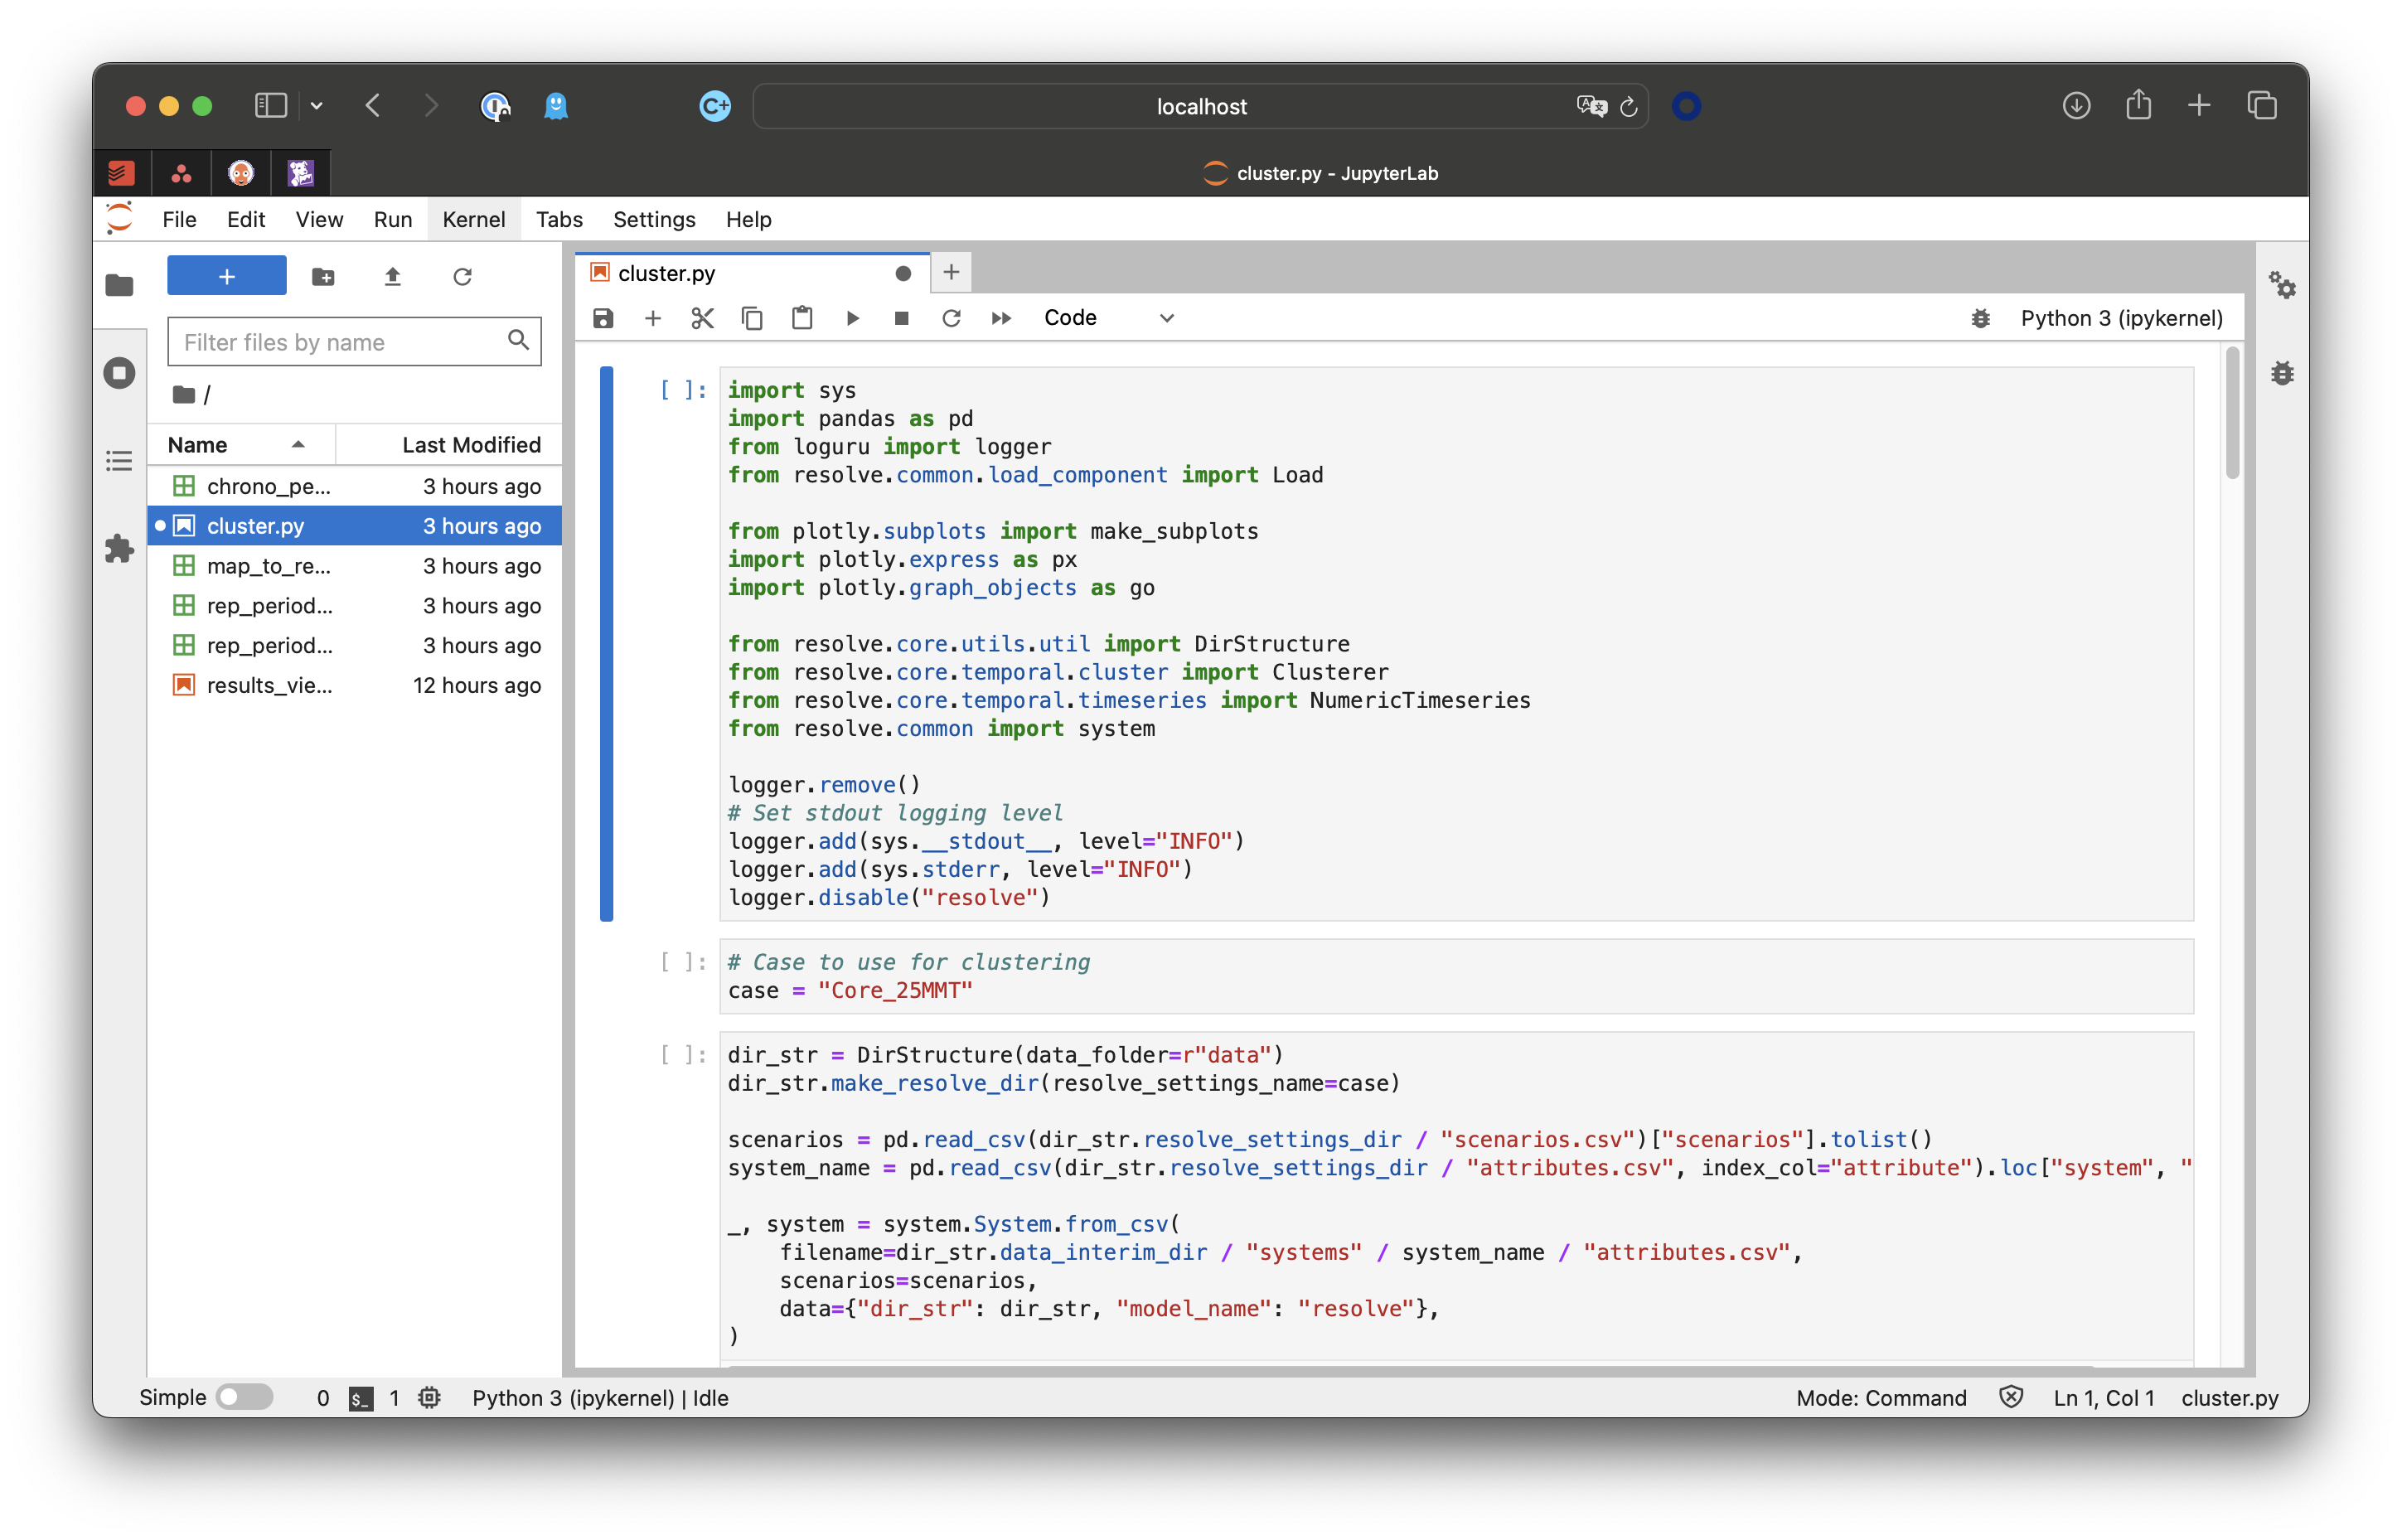 localhost
cluster.py - JupyterLab
File Edit View Run Kernel Tabs Settings Help
cluster.py
Filter files by name
Code
Python 3 (ipykernel)
/
Name Last Modified
chrono_pe... 3 hours ago
cluster.py 3 hours ago
map_to_re... 3 hours ago
rep_period... 3 hours ago
rep_period... 3 hours ago
results_vie... 12 hours ago
[ ]:
import sys
import pandas as pd
from loguru import logger
from resolve.common.load_component import Load
from plotly.subplots import make_subplots
import plotly.express as px
import plotly.graph_objects as go
from resolve.core.utils.util import DirStructure
from resolve.core.temporal.cluster import Clusterer
from resolve.core.temporal.timeseries import NumericTimeseries
from resolve.common import system
logger.remove()
# Set stdout logging level
logger.add(sys.__stdout__, level="INFO")
logger.add(sys.stderr, level="INFO")
logger.disable("resolve")
[ ]:
# Case to use for clustering
case = "Core_25MMT"
[ ]:
dir_str = DirStructure(data_folder=r"data")
dir_str.make_resolve_dir(resolve_settings_name=case)
scenarios = pd.read_csv(dir_str.resolve_settings_dir / "scenarios.csv")["scenarios"].tolist()
system_name = pd.read_csv(dir_str.resolve_settings_dir / "attributes.csv", index_col="attribute").loc["system", "
_, system = system.System.from_csv(
    filename=dir_str.data_interim_dir / "systems" / system_name / "attributes.csv",
    scenarios=scenarios,
    data={"dir_str": dir_str, "model_name": "resolve"},
)
Simple 0 $_ 1 Python 3 (ipykernel) | Idle
Mode: Command Ln 1, Col 1 cluster.py